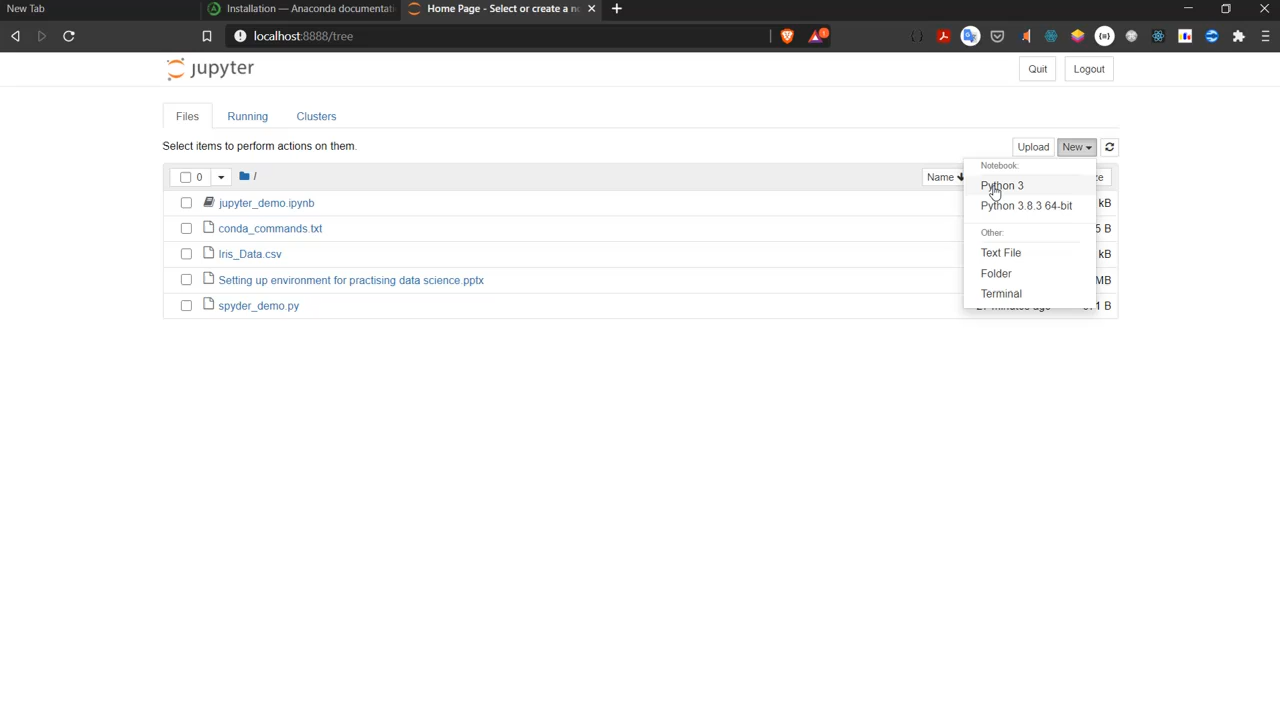 New Tab
Installation — Anaconda documentati
Home Page - Select or create a n
localhost:8888/tree
1
jupyter
Quit
Logout
Files
Running
Clusters
Select items to perform actions on them.
Upload
New
0
/
Name
Notebook:
Python 3
Python 3.8.3 64-bit
Other:
Text File
Folder
Terminal
jupyter_demo.ipynb
kB
conda_commands.txt
5 B
Iris_Data.csv
kB
Setting up environment for practising data science.pptx
MB
spyder_demo.py
1 B